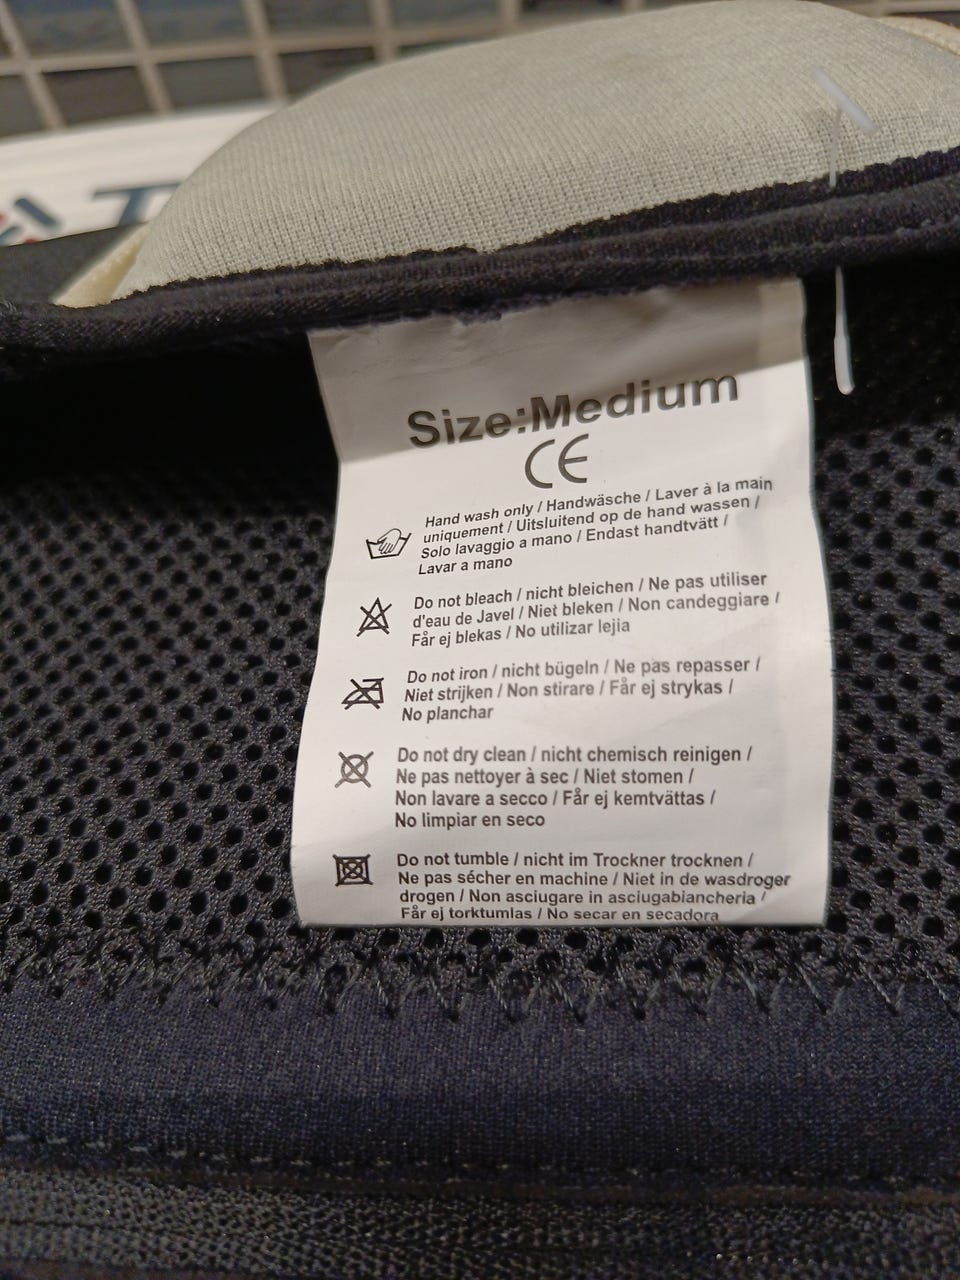 Size:Medium
CE
Hand wash only / Handwäsche / Laver à la main
uniquement / Uitsluitend op de hand wassen /
Solo lavaggio a mano / Endast handtvätt /
Lavar a mano
Do not bleach / nicht bleichen / Ne pas utiliser
d'eau de Javel / Niet bleken / Non candeggiare /
Får ej blekas / No utilizar lejia
Do not iron / nicht bügeln / Ne pas repasser /
Niet strijken / Non stirare / Får ej strykas /
No planchar
Do not dry clean / nicht chemisch reinigen /
Ne pas nettoyer à sec / Niet stomen /
Non lavare a secco / Får ej kemtvättas /
No limpiar en seco
Do not tumble / nicht im Trockner trocknen /
Ne pas sécher en machine / Niet in de wasdroger
drogen / Non asciugare in asciugabiancheria /
Får ej torktumlas / No secar en secadora